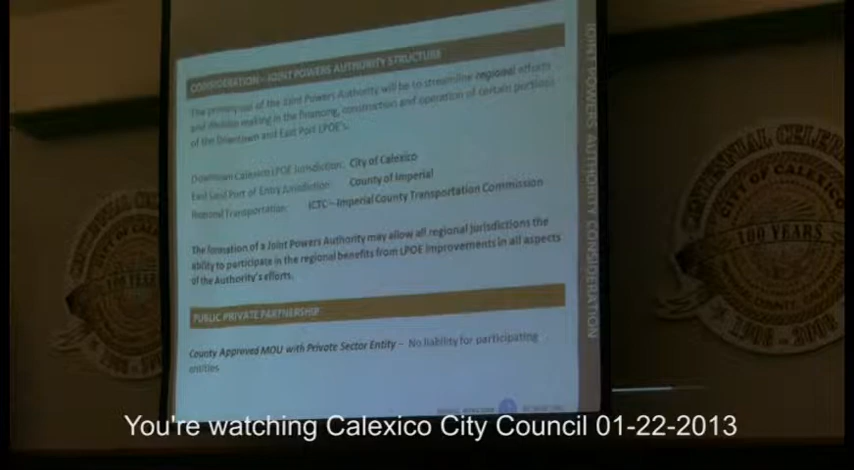 CONSIDERATION – JOINT POWERS AUTHORITY STRUCTURE
The primary use of the Joint Powers Authority will be to streamline regional efforts
and decision making in the financing, construction and operation of certain portions
of the Downtown and East Port LPOE's.
Downtown Calexico LPOE Jurisdiction: City of Calexico
East Land Port of Entry Jurisdiction: County of Imperial
Regional Transportation: ICTC – Imperial County Transportation Commission
The formation of a Joint Powers Authority may allow all regional jurisdictions the
ability to participate in the regional benefits from LPOE improvements in all aspects
of the Authority's efforts.
PUBLIC PRIVATE PARTNERSHIP
County Approved MOU with Private Sector Entity – No liability for participating
entities
JOINT POWERS AUTHORITY CONSIDERATION
CENTENNIAL CELEB
CITY OF CALEXICO
100 YEARS
COUNTY, CALIFO
1908 - 2008
100 YEAR
You're watching Calexico City Council 01-22-2013